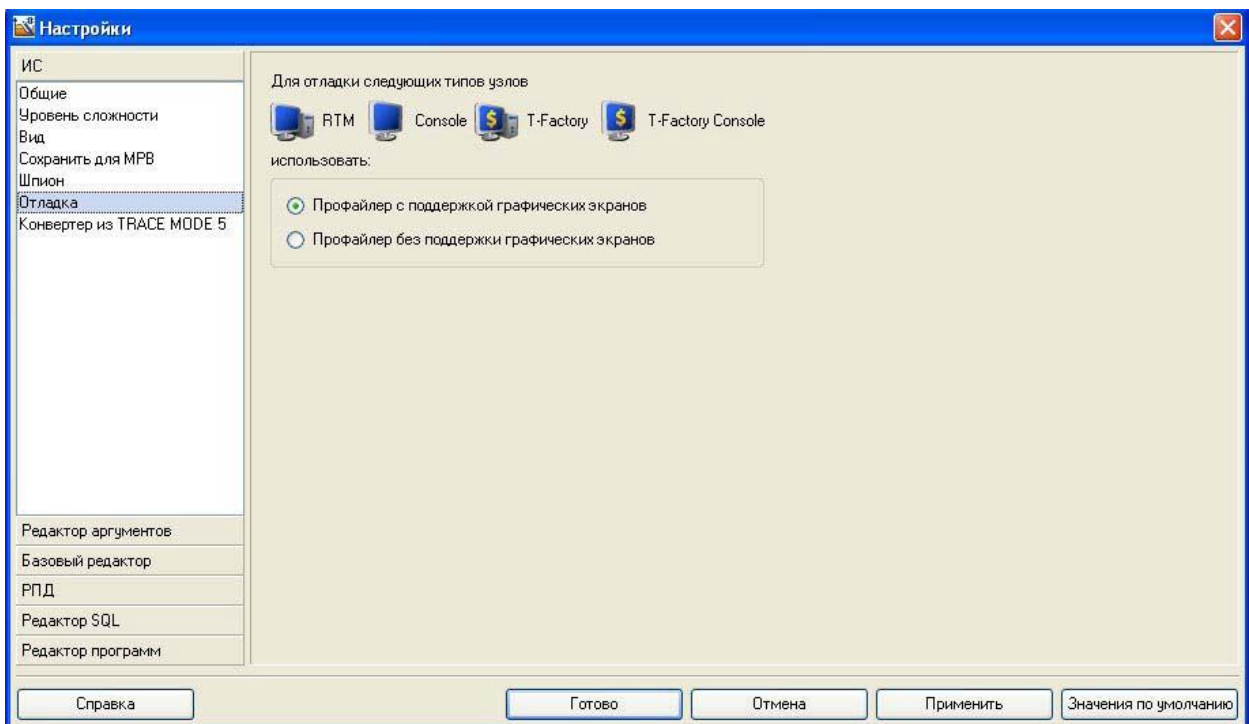 Настройки
ИС
Общие
Уровень сложности
Вид
Сохранить для МРВ
Шпион
Отладка
Конвертер из TRACE MODE 5
Редактор аргументов
Базовый редактор
РПД
Редактор SQL
Редактор программ
Для отладки следующих типов узлов
RTM Console T-Factory T-Factory Console
использовать:
Профайлер с поддержкой графических экранов
Профайлер без поддержки графических экранов
Справка Готово Отмена Применить Значения по умолчанию